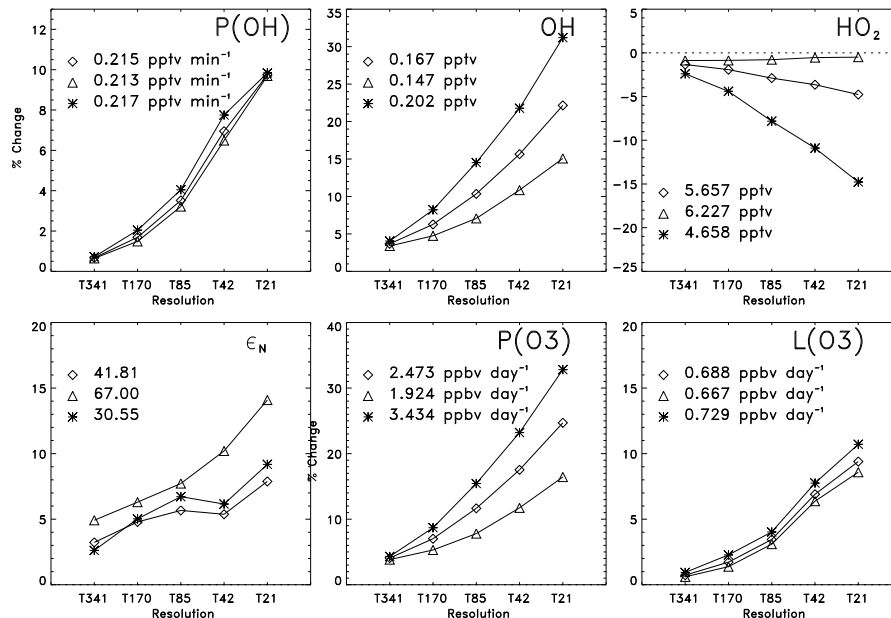 P(OH)
0.215 pptv min⁻¹
0.213 pptv min⁻¹
0.217 pptv min⁻¹
12
10
8
6
4
2
0
% Change
T341 T170 T85 T42 T21
Resolution
OH
0.167 pptv
0.147 pptv
0.202 pptv
35
30
25
20
15
10
5
0
T341 T170 T85 T42 T21
Resolution
HO₂
0
−5
−10
−15
−20
−25
5.657 pptv
6.227 pptv
4.658 pptv
T341 T170 T85 T42 T21
Resolution
ϵN
41.81
67.00
30.55
20
15
10
5
0
T341 T170 T85 T42 T21
Resolution
P(O3)
2.473 ppbv day⁻¹
1.924 ppbv day⁻¹
3.434 ppbv day⁻¹
40
30
20
10
0
% Change
T341 T170 T85 T42 T21
Resolution
L(O3)
0.688 ppbv day⁻¹
0.667 ppbv day⁻¹
0.729 ppbv day⁻¹
20
15
10
5
0
T341 T170 T85 T42 T21
Resolution